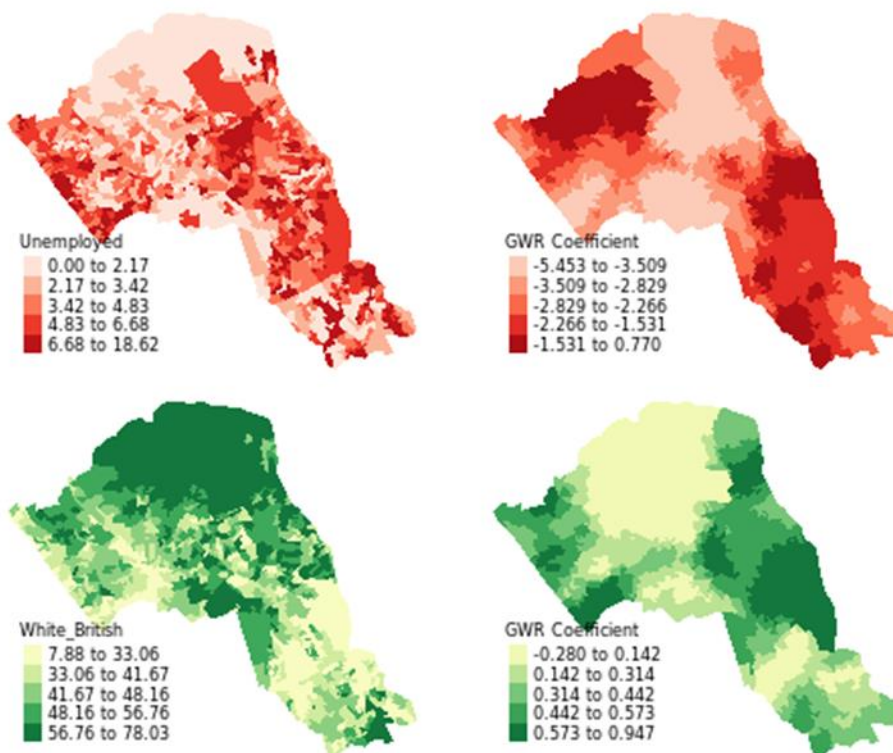 Unemployed
0.00 to 2.17
2.17 to 3.42
3.42 to 4.83
4.83 to 6.68
6.68 to 18.62
GWR Coefficient
-5.453 to -3.509
-3.509 to -2.829
-2.829 to -2.266
-2.266 to -1.531
-1.531 to 0.770
White_British
7.88 to 33.06
33.06 to 41.67
41.67 to 48.16
48.16 to 56.76
56.76 to 78.03
GWR Coefficient
-0.280 to 0.142
0.142 to 0.314
0.314 to 0.442
0.442 to 0.573
0.573 to 0.947